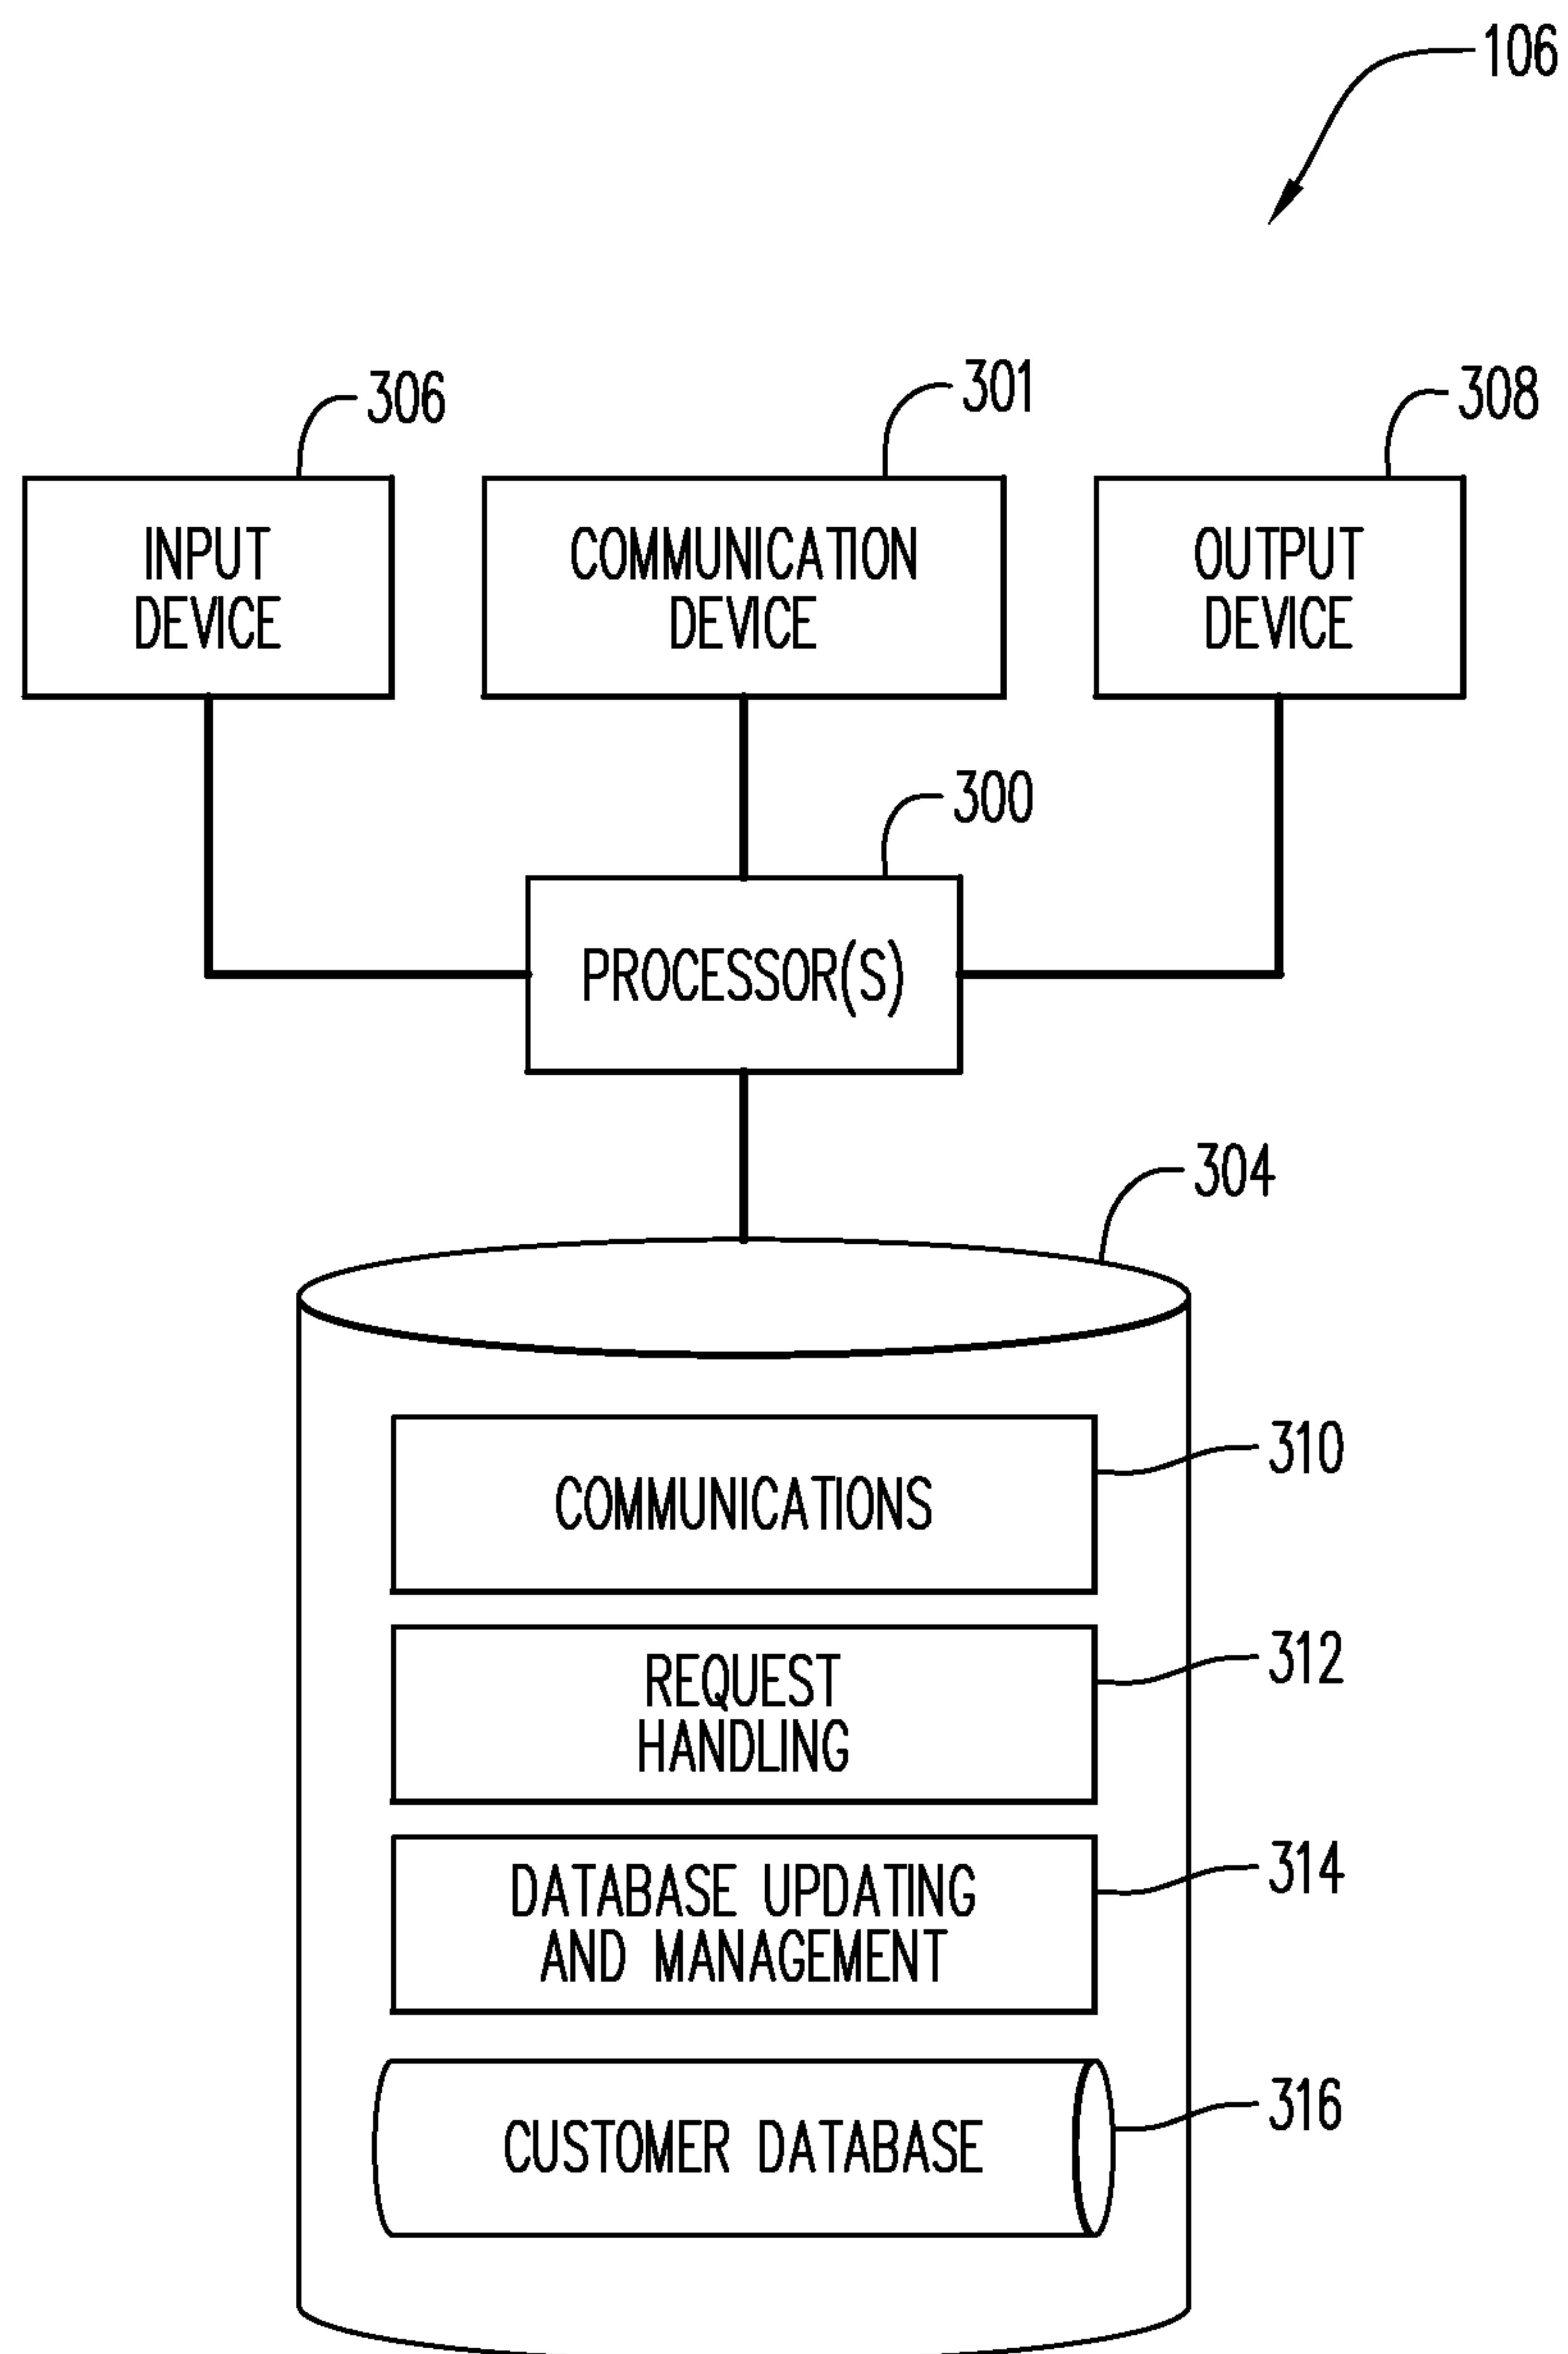 106
306
301
308
INPUT
DEVICE
COMMUNICATION
DEVICE
OUTPUT
DEVICE
300
PROCESSOR(S)
304
COMMUNICATIONS
310
REQUEST
HANDLING
312
DATABASE UPDATING
AND MANAGEMENT
314
CUSTOMER DATABASE
316